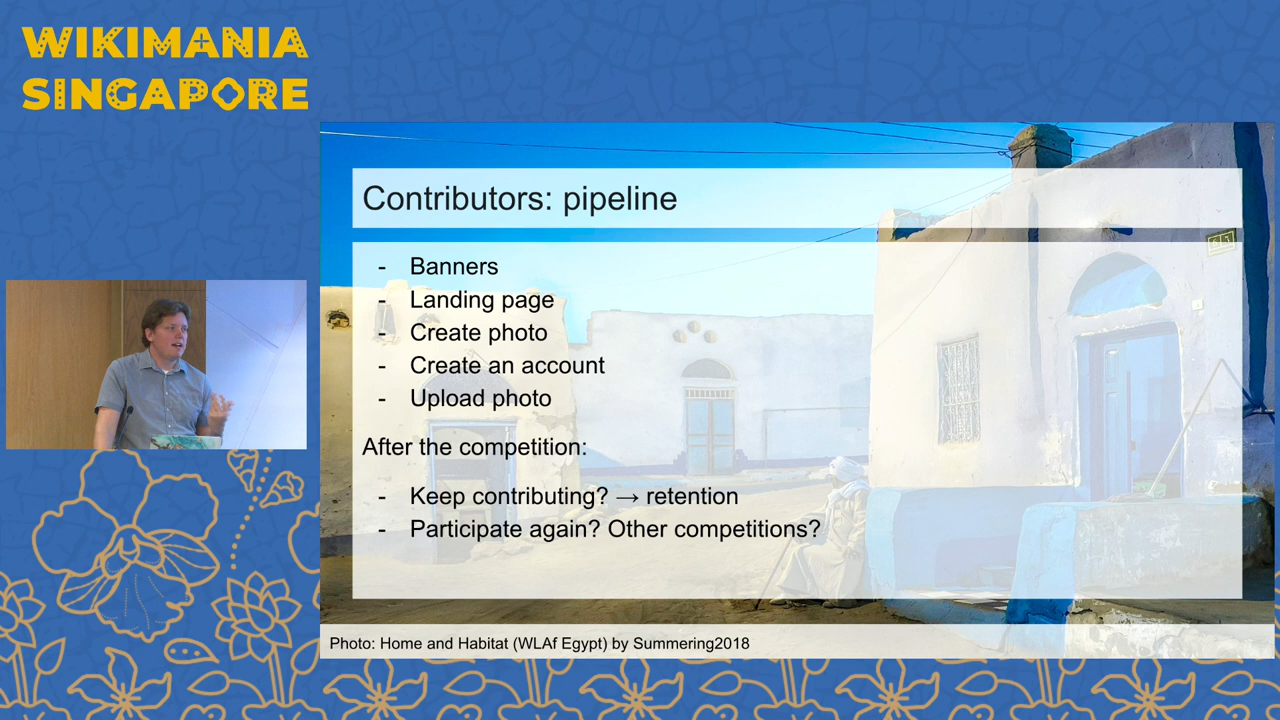 WIKIMANIA
SINGAPORE
Contributors: pipeline
- Banners
- Landing page
- Create photo
- Create an account
- Upload photo
After the competition:
- Keep contributing? → retention
- Participate again? Other competitions?
Photo: Home and Habitat (WLAf Egypt) by Summering2018